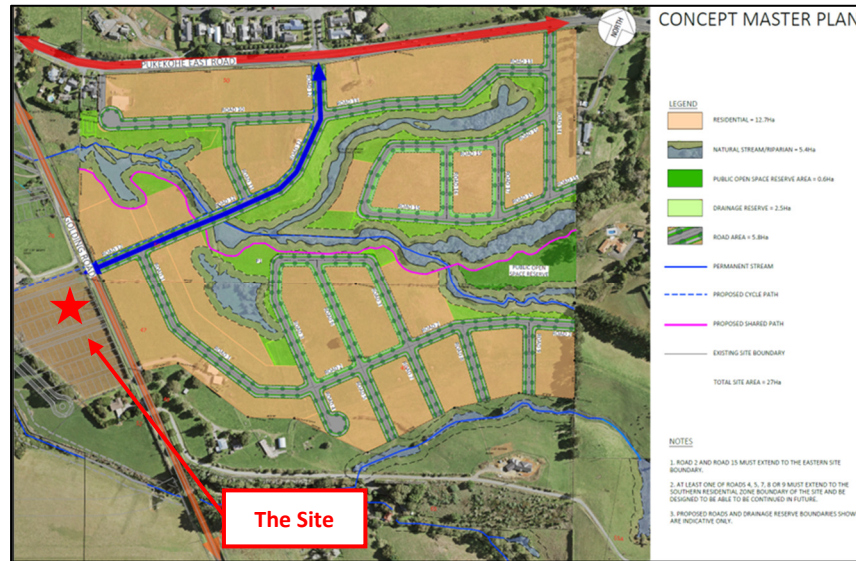 CONCEPT MASTER PLAN
NORTH
PUKEKOHE EAST ROAD
GOLDING ROAD
PUBLIC OPEN
SPACE RESERVE
The Site
LEGEND
RESIDENTIAL = 12.7Ha
NATURAL STREAM/RIPARIAN = 5.4Ha
PUBLIC OPEN SPACE RESERVE AREA = 0.6Ha
DRAINAGE RESERVE = 2.5Ha
ROAD AREA = 5.8Ha
PERMANENT STREAM
PROPOSED CYCLE PATH
PROPOSED SHARED PATH
EXISTING SITE BOUNDARY
TOTAL SITE AREA = 27Ha
NOTES
1. ROAD 2 AND ROAD 15 MUST EXTEND TO THE EASTERN SITE
BOUNDARY.
2. AT LEAST ONE OF ROADS 4, 5, 7, 8 OR 9 MUST EXTEND TO THE
SOUTHERN RESIDENTIAL ZONE BOUNDARY OF THE SITE AND BE
DESIGNED TO BE ABLE TO BE CONTINUED IN FUTURE.
3. PROPOSED ROADS AND DRAINAGE RESERVE BOUNDARIES SHOW
ARE INDICATIVE ONLY.